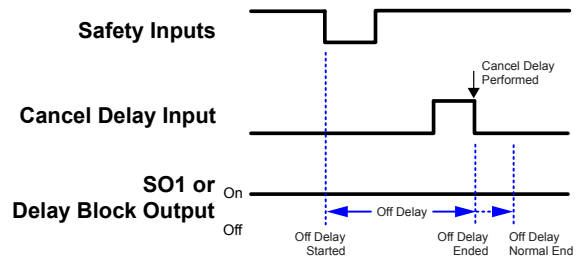 Safety Inputs
Cancel Delay
Performed
Cancel Delay Input
SO1 or
Delay Block Output
On
Off
Off Delay
Off Delay
Started
Off Delay
Ended
Off Delay
Normal End